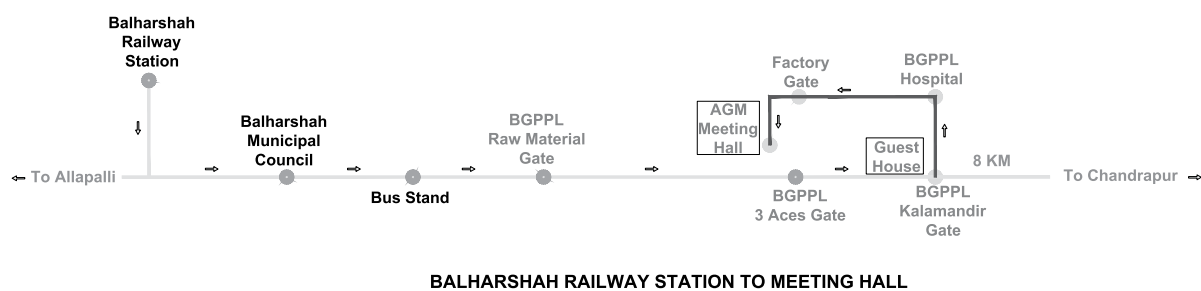 Balharshah
Railway
Station
Factory
Gate
BGPPL
Hospital
AGM
Meeting
Hall
Balharshah
Municipal
Council
BGPPL
Raw Material
Gate
Guest
House
8 KM
To Allapalli
To Chandrapur
Bus Stand
BGPPL
3 Aces Gate
BGPPL
Kalamandir
Gate
BALHARSHAH RAILWAY STATION TO MEETING HALL